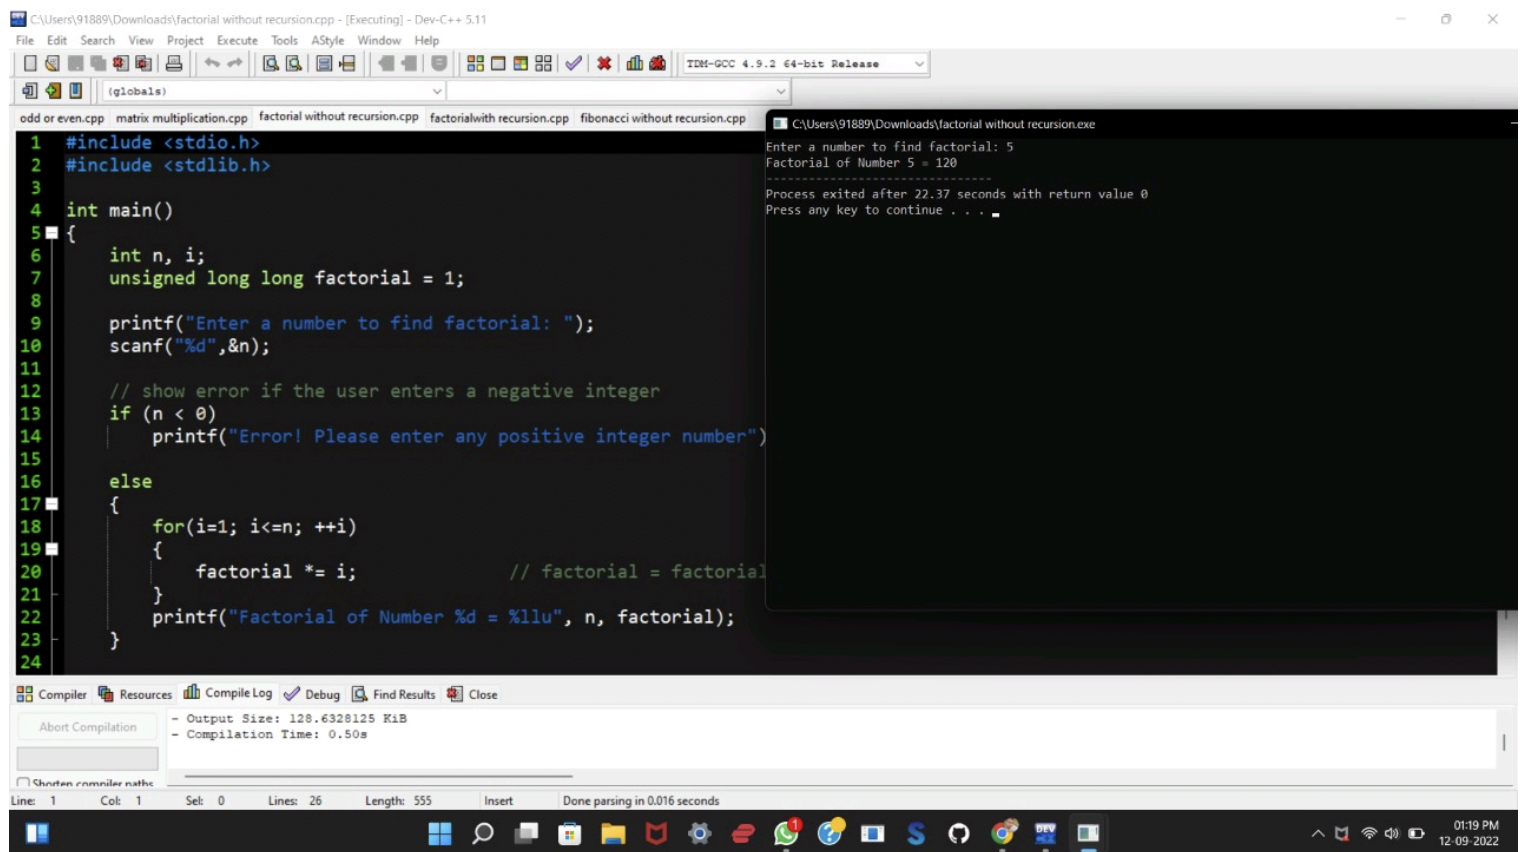 C:\Users\91889\Downloads\factorial without recursion.cpp - [Executing] - Dev-C++ 5.11
File Edit Search View Project Execute Tools AStyle Window Help
TDM-GCC 4.9.2 64-bit Release
(globals)
odd or even.cpp matrix multiplication.cpp factorial without recursion.cpp factorialwith recursion.cpp fibonacci without recursion.cpp
1 #include <stdio.h>
2 #include <stdlib.h>
3
4 int main()
5 {
6 int n, i;
7 unsigned long long factorial = 1;
8
9 printf("Enter a number to find factorial: ");
10 scanf("%d",&n);
11
12 // show error if the user enters a negative integer
13 if (n < 0)
14 printf("Error! Please enter any positive integer number")
15
16 else
17 {
18 for(i=1; i<=n; ++i)
19 {
20 factorial *= i; // factorial = factorial
21 }
22 printf("Factorial of Number %d = %llu", n, factorial);
23 }
24
C:\Users\91889\Downloads\factorial without recursion.exe
Enter a number to find factorial: 5
Factorial of Number 5 = 120
--------------------------------
Process exited after 22.37 seconds with return value 0
Press any key to continue . . .
Compiler Resources Compile Log Debug Find Results Close
Abort Compilation
Shorten compiler paths
- Output Size: 128.6328125 KiB
- Compilation Time: 0.50s
Line: 1 Col: 1 Sel: 0 Lines: 26 Length: 555 Insert Done parsing in 0.016 seconds
1
DEV
01:19 PM
12-09-2022